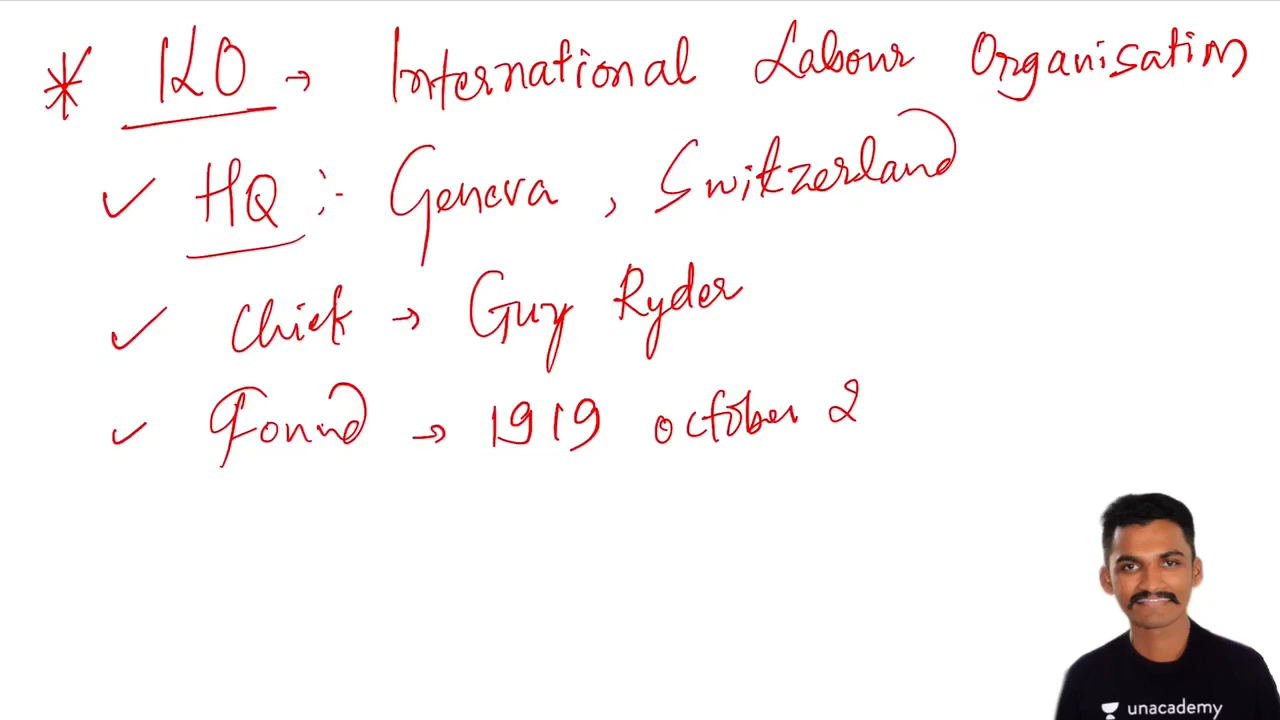 * ILO → International Labour Organisation
✓ HQ :- Geneva, Switzerland
✓ Chief → Guy Ryder
✓ Found → 1919 october 2
unacademy